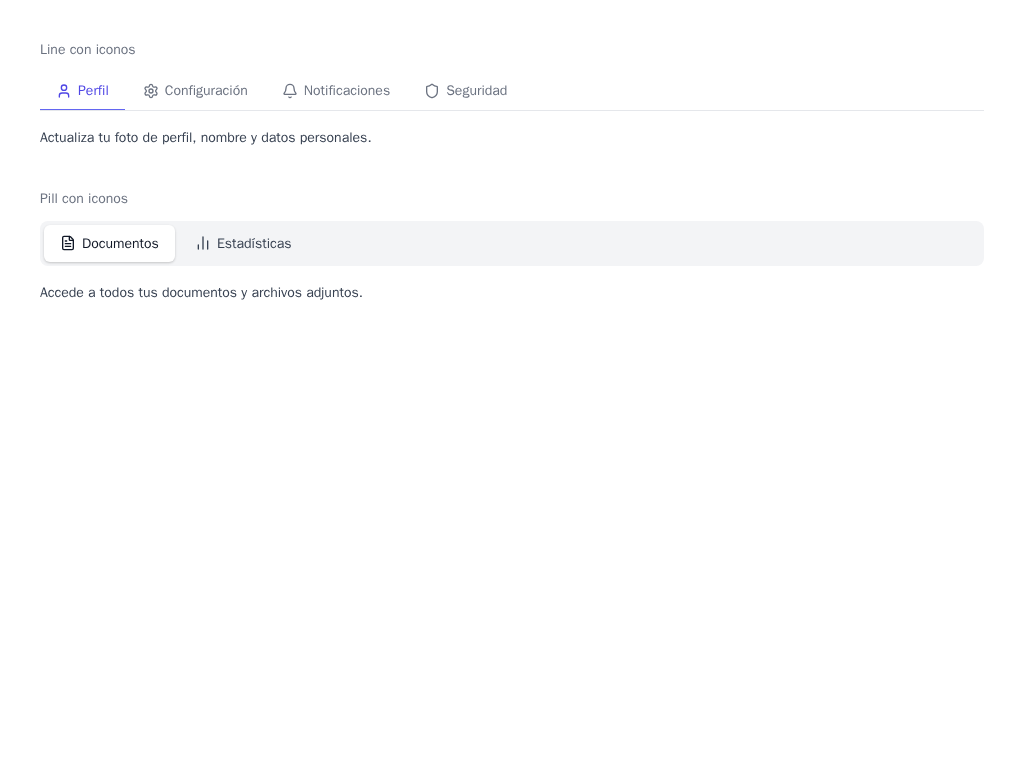 Line con iconos
Perfil Configuración Notificaciones Seguridad
Actualiza tu foto de perfil, nombre y datos personales.
Pill con iconos
Documentos Estadísticas
Accede a todos tus documentos y archivos adjuntos.